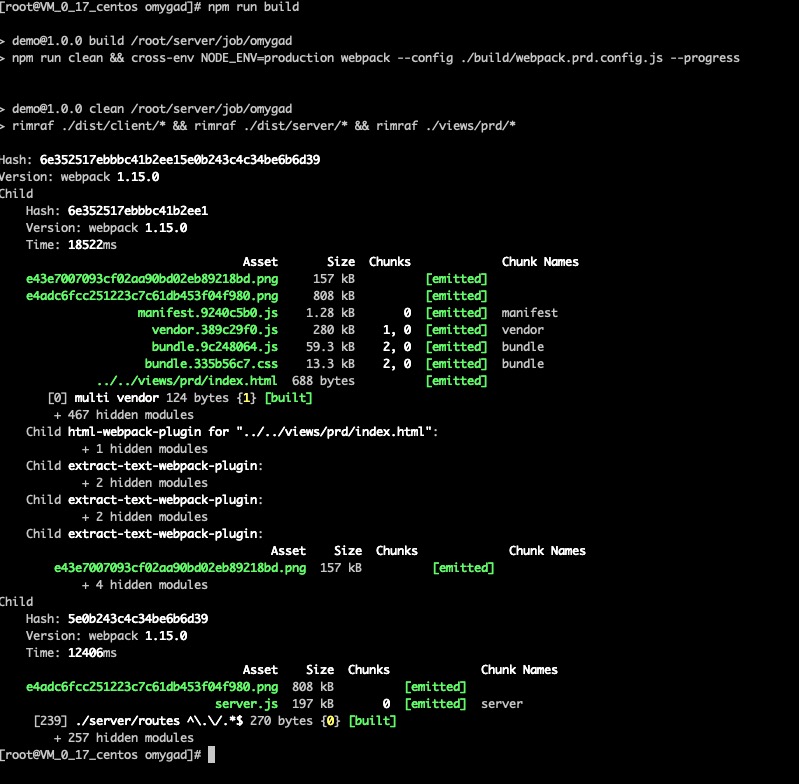 [root@VM_0_17_centos omygad]# npm run build
> demo@1.0.0 build /root/server/job/omygad
> npm run clean && cross-env NODE_ENV=production webpack --config ./build/webpack.prd.config.js --progress
> demo@1.0.0 clean /root/server/job/omygad
> rimraf ./dist/client/* && rimraf ./dist/server/* && rimraf ./views/prd/*
Hash: 6e352517ebbbc41b2ee15e0b243c4c34be6b6d39
Version: webpack 1.15.0
Child
Hash: 6e352517ebbbc41b2ee1
Version: webpack 1.15.0
Time: 18522ms
Asset Size Chunks Chunk Names
e43e7007093cf02aa90bd02eb89218bd.png 157 kB [emitted]
e4adc6fcc251223c7c61db453f04f980.png 808 kB [emitted]
manifest.9240c5b0.js 1.28 kB 0 [emitted] manifest
vendor.389c29f0.js 280 kB 1, 0 [emitted] vendor
bundle.9c248064.js 59.3 kB 2, 0 [emitted] bundle
bundle.335b56c7.css 13.3 kB 2, 0 [emitted] bundle
../../views/prd/index.html 688 bytes [emitted]
[0] multi vendor 124 bytes {1} [built]
+ 467 hidden modules
Child html-webpack-plugin for "../../views/prd/index.html":
+ 1 hidden modules
Child extract-text-webpack-plugin:
+ 2 hidden modules
Child extract-text-webpack-plugin:
+ 2 hidden modules
Child extract-text-webpack-plugin:
Asset Size Chunks Chunk Names
e43e7007093cf02aa90bd02eb89218bd.png 157 kB [emitted]
+ 4 hidden modules
Child
Hash: 5e0b243c4c34be6b6d39
Version: webpack 1.15.0
Time: 12406ms
Asset Size Chunks Chunk Names
e4adc6fcc251223c7c61db453f04f980.png 808 kB [emitted]
server.js 197 kB 0 [emitted] server
[239] ./server/routes ^\.\/.*$ 270 bytes {0} [built]
+ 257 hidden modules
[root@VM_0_17_centos omygad]#